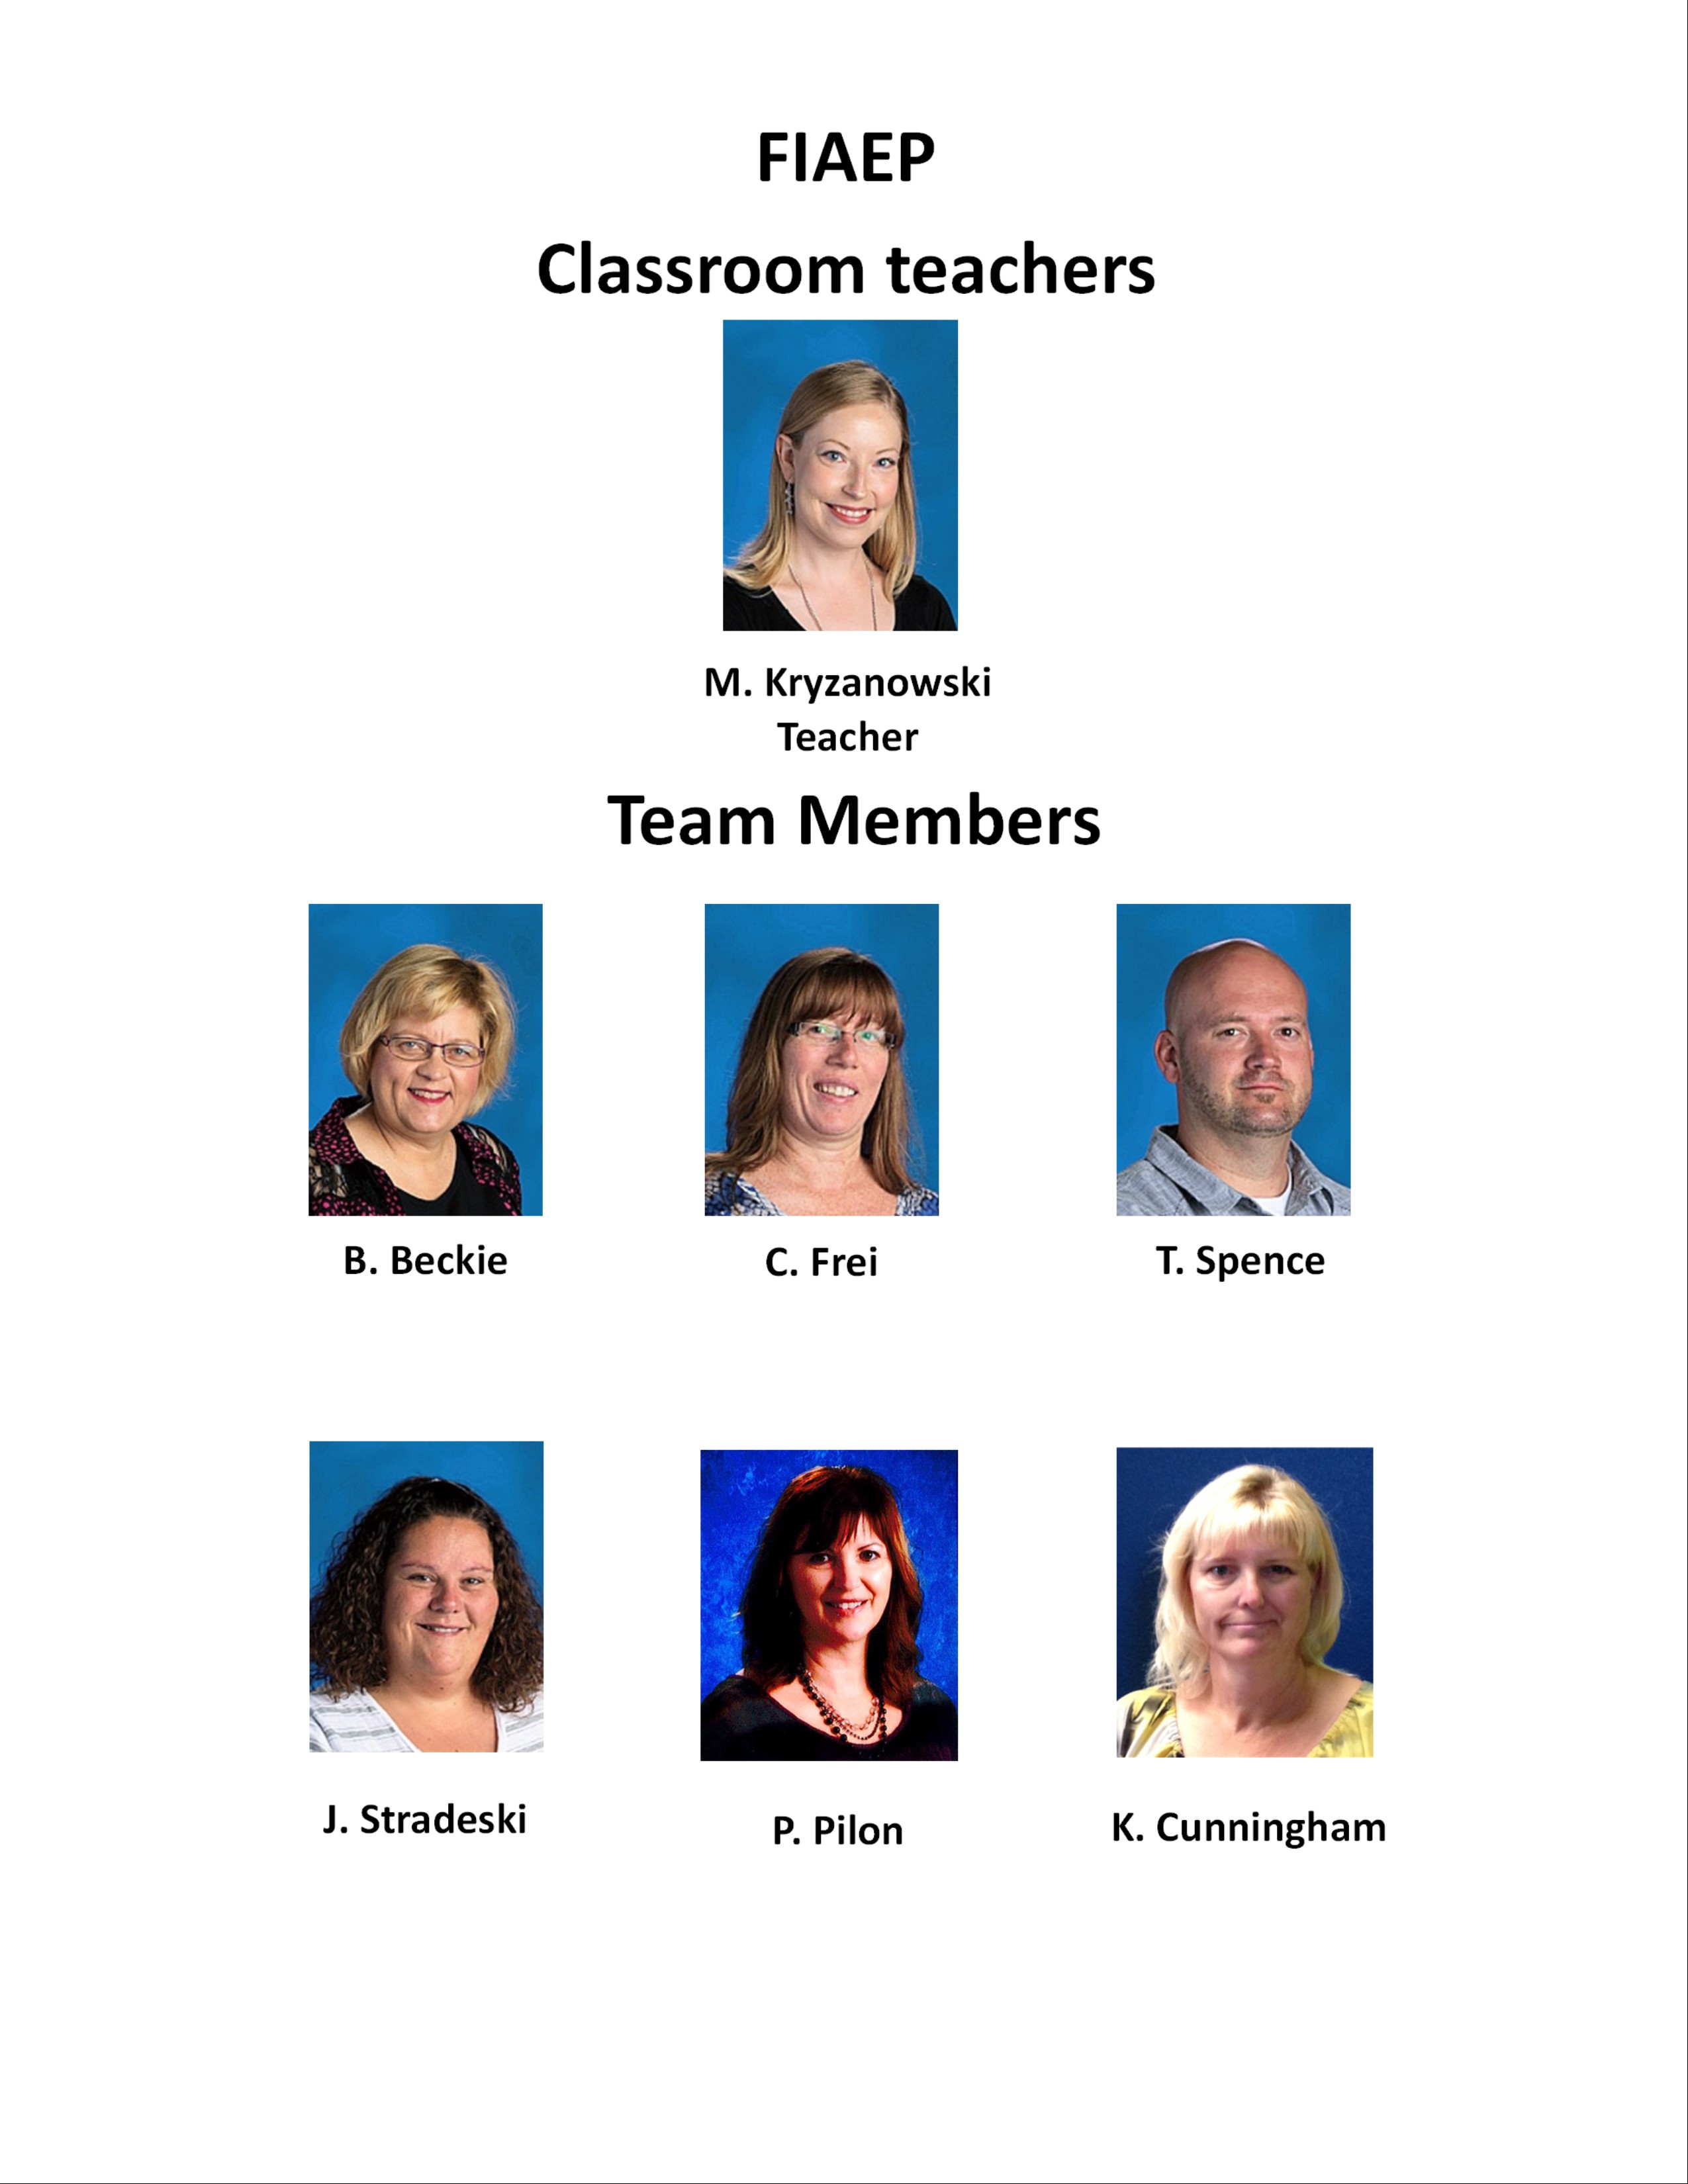 FIAEP
Classroom teachers
M. Kryzanowski
Teacher
Team Members
B. Beckie
C. Frei
T. Spence
J. Stradeski
P. Pilon
K. Cunningham